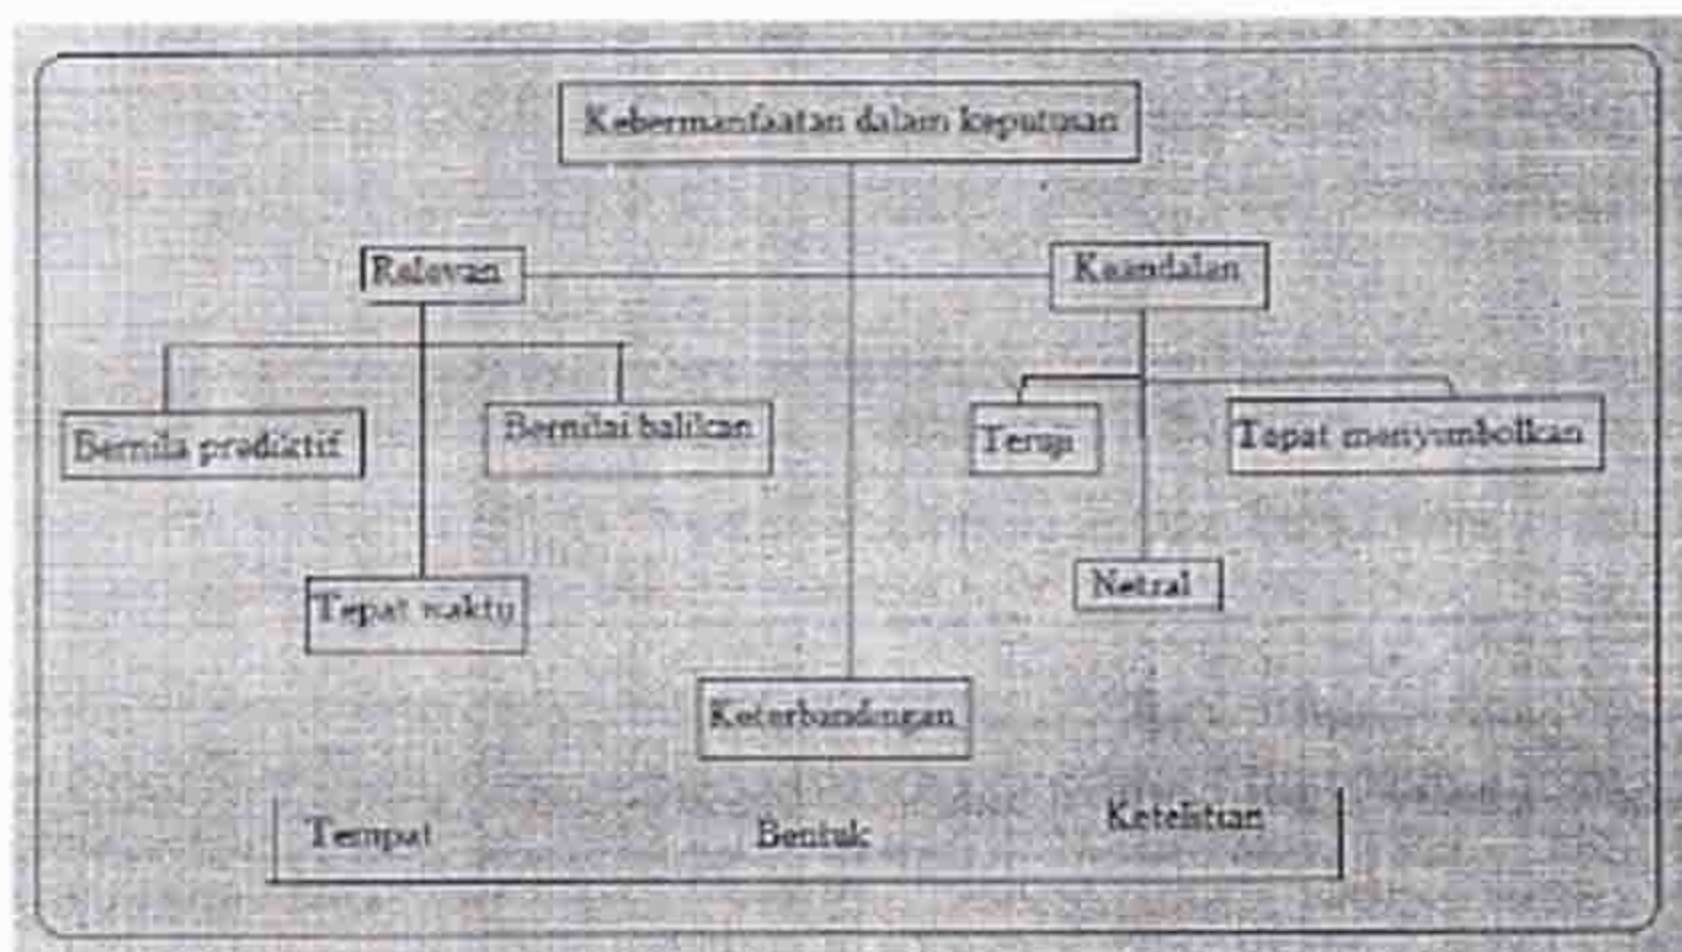 Kebermanfaatan dalam keputusan
Relevan
Keandalan
Bernila prediktif
Bernilai balikan
Teruji
Tepat menyimbolkan
Tepat waktu
Netral
Keterbandingan
Tempat
Bentuk
Ketelitian